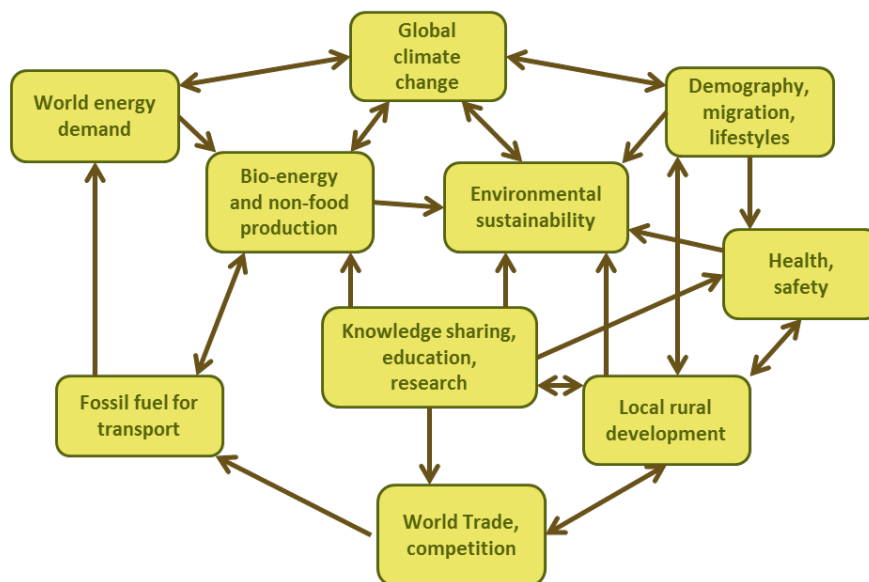 Global
climate
change
World energy
demand
Demography,
migration,
lifestyles
Bio-energy
and non-food
production
Environmental
sustainability
Health,
safety
Knowledge sharing,
education,
research
Fossil fuel for
transport
Local rural
development
World Trade,
competition